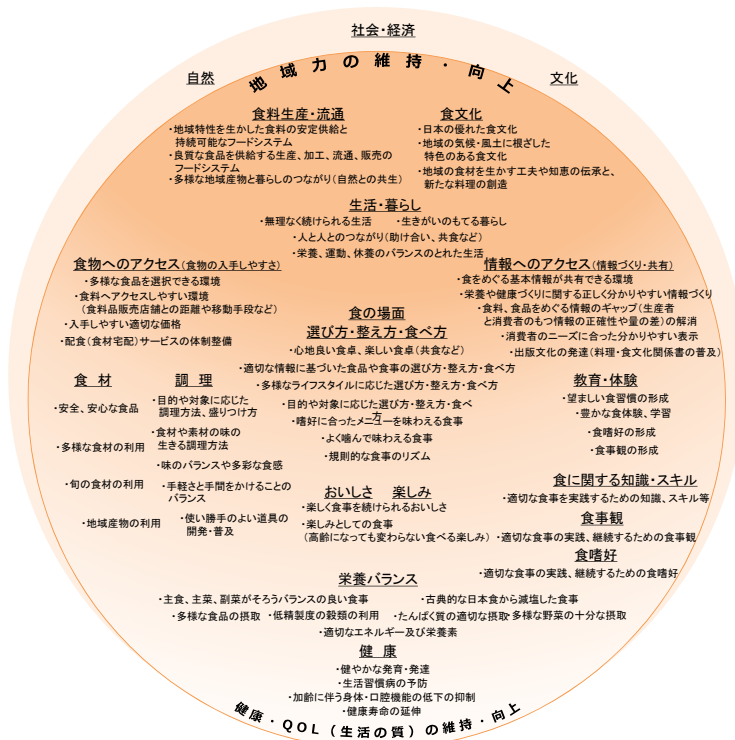 社会・経済
自然
文化
地域力の維持・向上
食料生産・流通
・地域特性を生かした食料の安定供給と
持続可能なフードシステム
・良質な食品を供給する生産、加工、流通、販売の
フードシステム
・多様な地域産物と暮らしのつながり(自然との共生)
食文化
・日本の優れた食文化
・地域の気候・風土に根ざした
特色のある食文化
・地域の食材を生かす工夫や知恵の伝承と、
新たな料理の創造
生活・暮らし
・無理なく続けられる生活 ・生きがいのもてる暮らし
・人と人とのつながり(助け合い、共食など)
・栄養、運動、休養のバランスのとれた生活
食物へのアクセス(食物の入手しやすさ)
・多様な食品を選択できる環境
・食料へアクセスしやすい環境
(食料品販売店舗との距離や移動手段など)
・入手しやすい適切な価格
・配食(食材宅配)サービスの体制整備
情報へのアクセス(情報づくり・共有)
・食をめぐる基本情報が共有できる環境
・栄養や健康づくりに関する正しく分かりやすい情報づくり
・食料、食品をめぐる情報のギャップ(生産者
と消費者のもつ情報の正確性や量の差)の解消
・消費者のニーズに合った分かりやすい表示
・出版文化の発達(料理・食文化関係書の普及)
食の場面
選び方・整え方・食べ方
・心地良い食卓、楽しい食卓(共食など)
・適切な情報に基づいた食品や食事の選び方・整え方・食べ方
・多様なライフスタイルに応じた選び方・整え方・食べ方
・目的や対象に応じた選び方・整え方・食べ
方
・嗜好に合ったメニューを味わえる食事
・よく噛んで味わえる食事
・規則的な食事のリズム
食 材
・安全、安心な食品
・多様な食材の利用
・旬の食材の利用
・地域産物の利用
調 理
・目的や対象に応じた
調理方法、盛りつけ方
・食材や素材の味の
生きる調理方法
・味のバランスや多彩な食感
・手軽さと手間をかけることの
バランス
・使い勝手のよい道具の
開発・普及
教育・体験
・望ましい食習慣の形成
・豊かな食体験、学習
・食嗜好の形成
・食事観の形成
食に関する知識・スキル
・適切な食事を実践するための知識、スキル等
食事観
・適切な食事の実践、継続するための食事観
食嗜好
・適切な食事の実践、継続するための食嗜好
おいしさ 楽しみ
・楽しく食事を続けられるおいしさ
・楽しみとしての食事
(高齢になっても変わらない食べる楽しみ)
栄養バランス
・主食、主菜、副菜がそろうバランスの良い食事 ・古典的な日本食から減塩した食事
・多様な食品の摂取 ・低精製度の穀類の利用 ・たんぱく質の適切な摂取 ・多様な野菜の十分な摂取
・適切なエネルギー及び栄養素
健 康
・健やかな発育・発達
・生活習慣病の予防
・加齢に伴う身体・口腔機能の低下の抑制
・健康寿命の延伸
健康・QOL(生活の質)の維持・向上